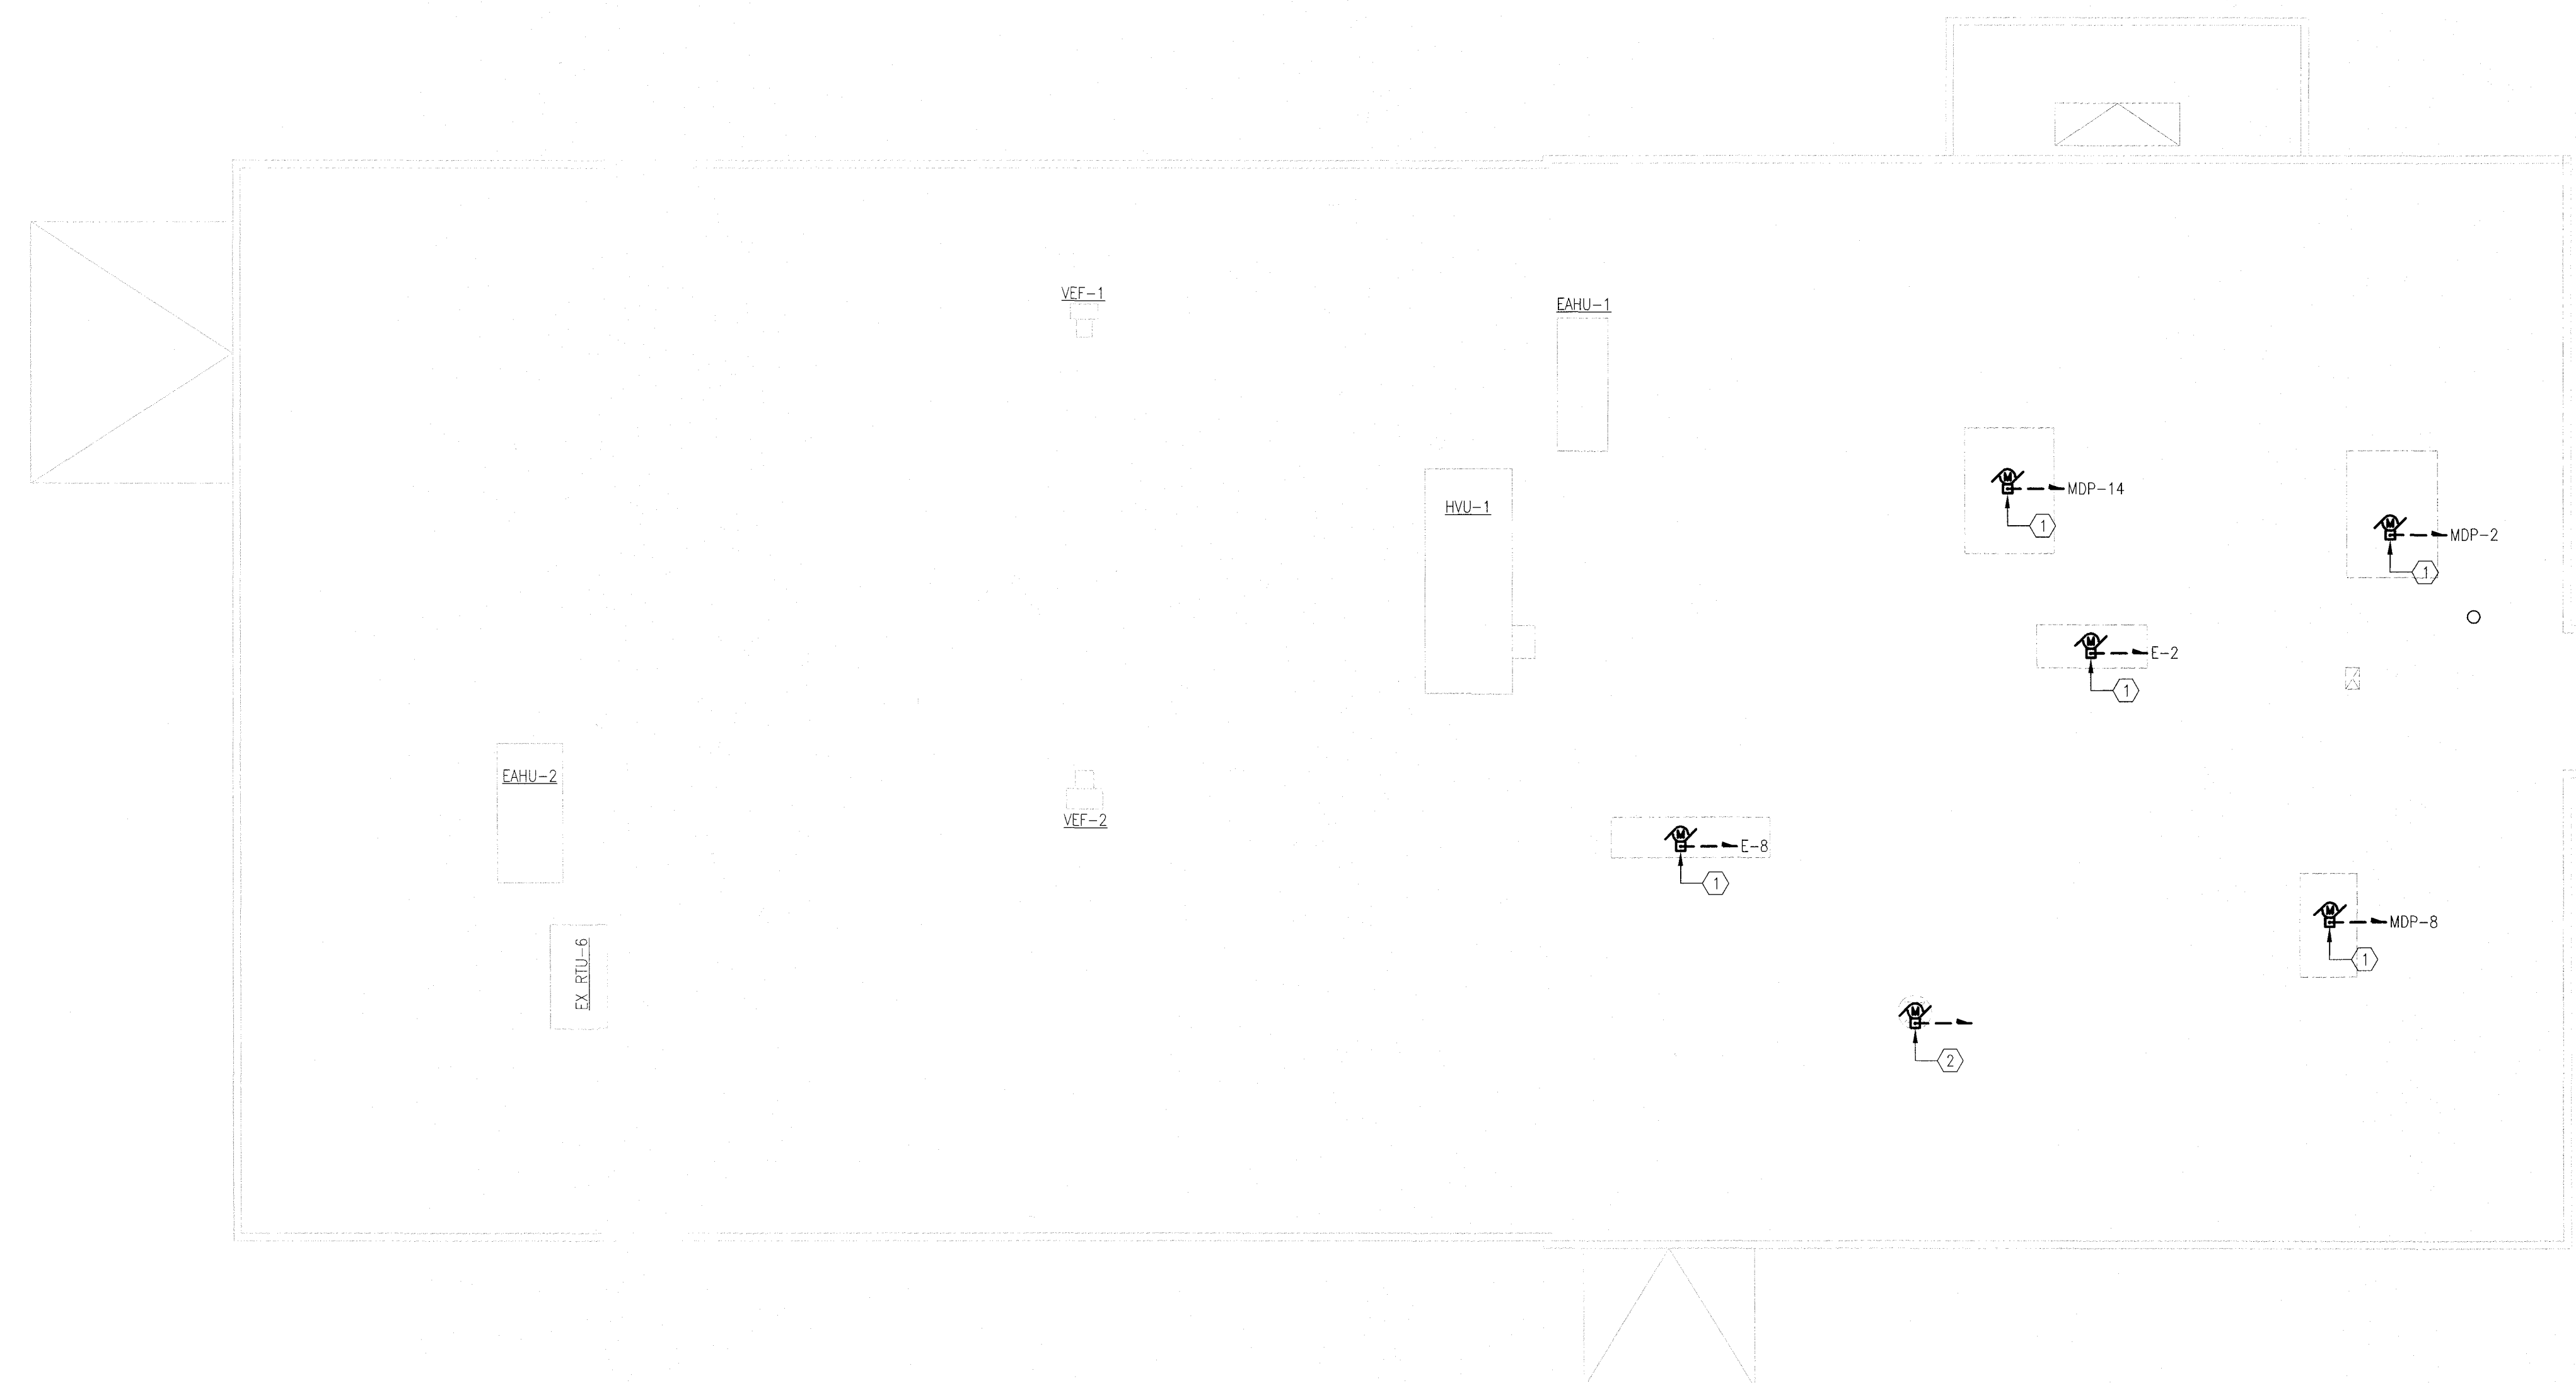 VEF-1
EAHU-1
M
MDP-14
1
HVU-1
M
MDP-2
1
M
E-2
1
EAHU-2
VEF-2
M
E-8
1
M
MDP-8
1
EX RTU-6
M
2